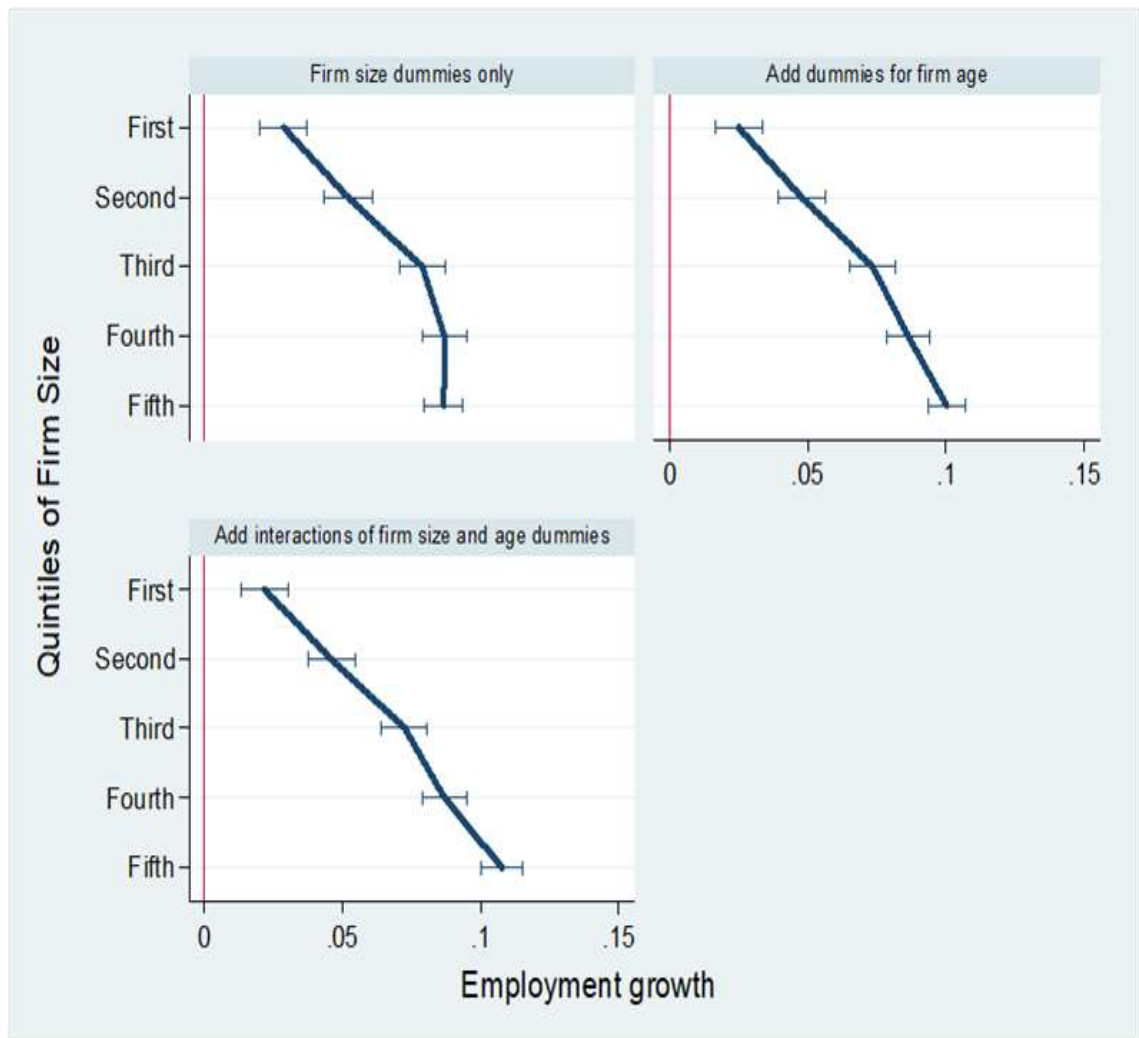 Firm size dummies only
Add dummies for firm age
First
Second
Third
Fourth
Fifth
0 .05 .1 .15
Quintiles of Firm Size
Add interactions of firm size and age dummies
First
Second
Third
Fourth
Fifth
0 .05 .1 .15
Employment growth